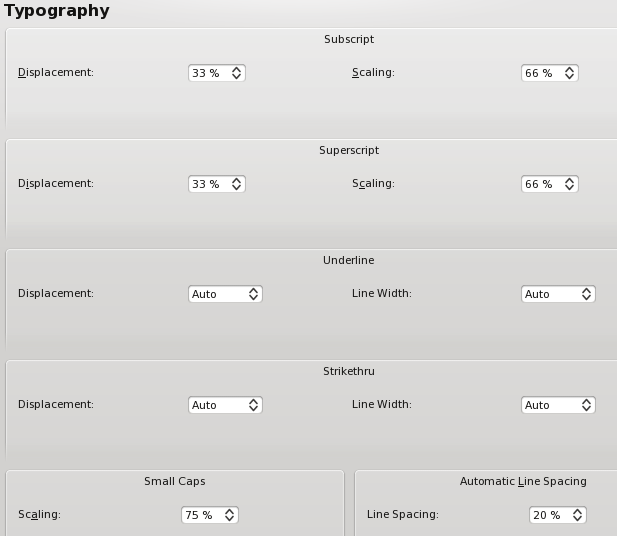 Typography
Subscript
Displacement: 33 % Scaling: 66 %
Superscript
Displacement: 33 % Scaling: 66 %
Underline
Displacement: Auto Line Width: Auto
Strikethru
Displacement: Auto Line Width: Auto
Small Caps Automatic Line Spacing
Scaling: 75 % Line Spacing: 20 %